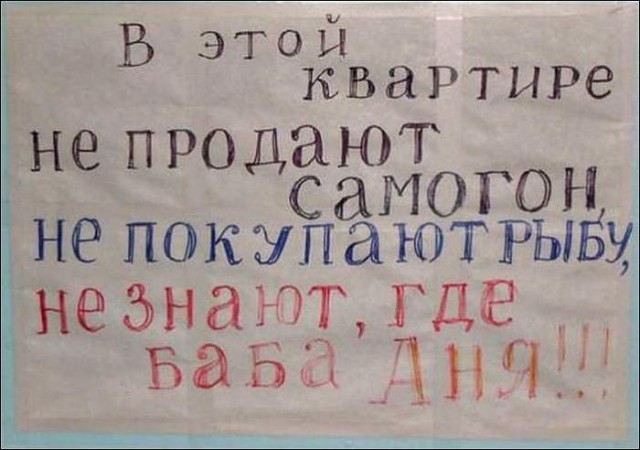 В этой
квартире
не продают
самогон,
не покупают рыбу,
не знают, где
баба Аня!!!